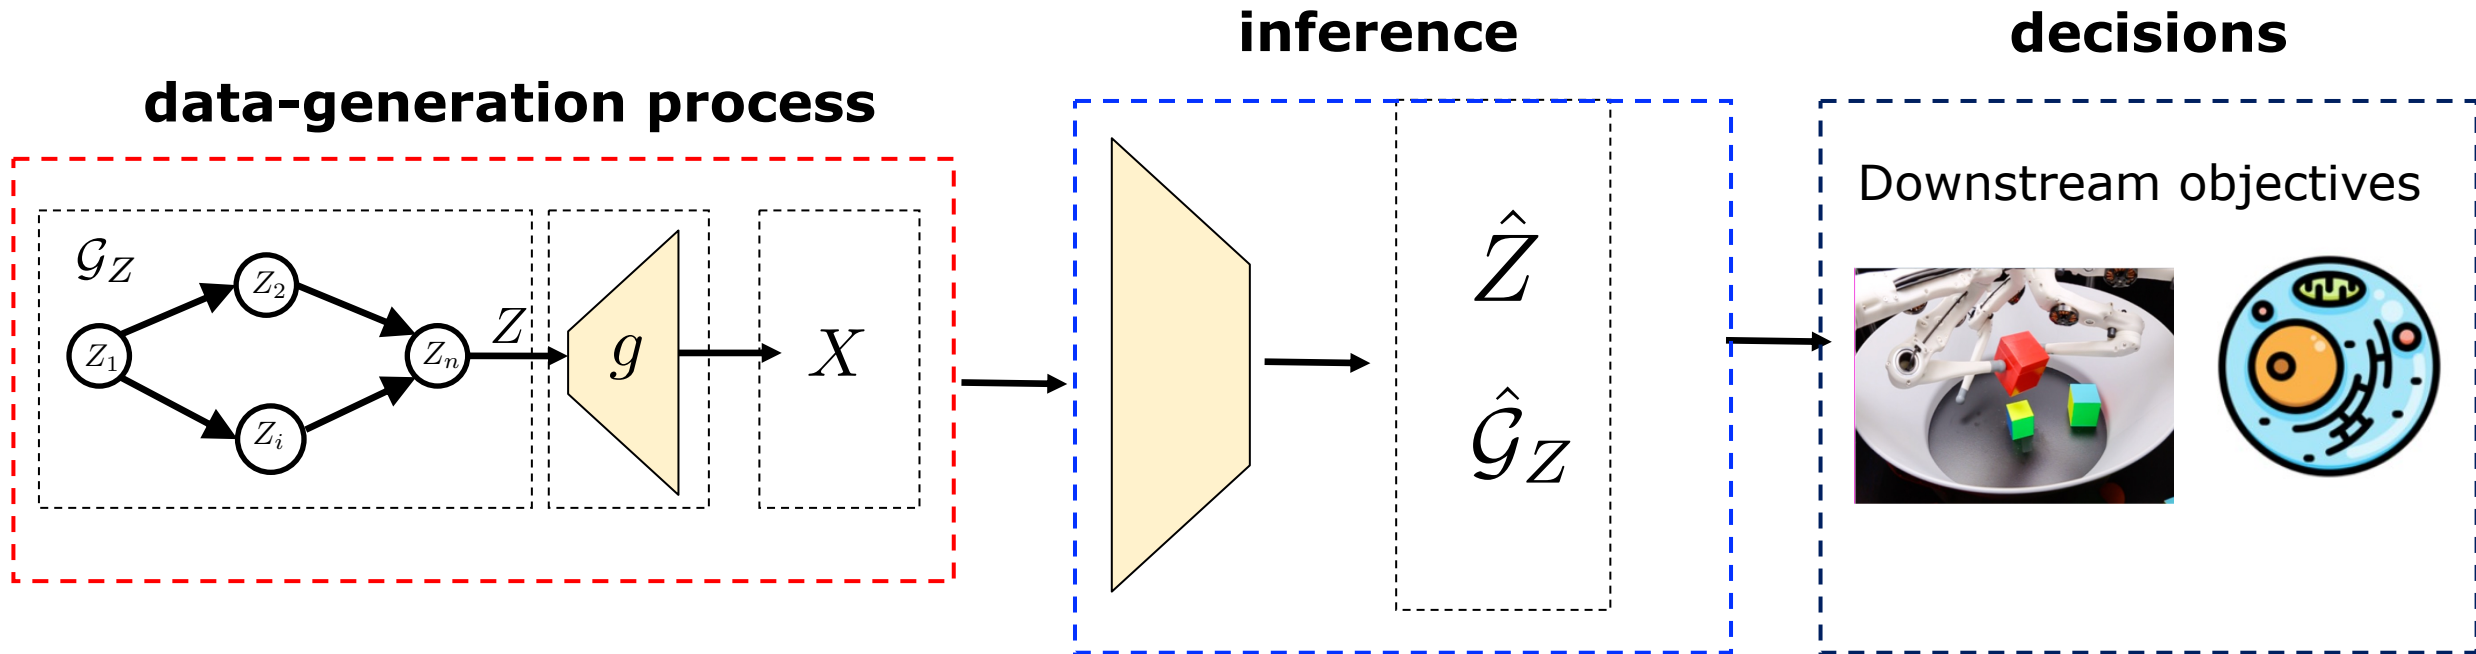 data-generation process
inference
decisions
𝒢_Z
Z_1
Z_2
Z_i
Z_n
Z
g
X
Ẑ
𝒢̂_Z
Downstream objectives